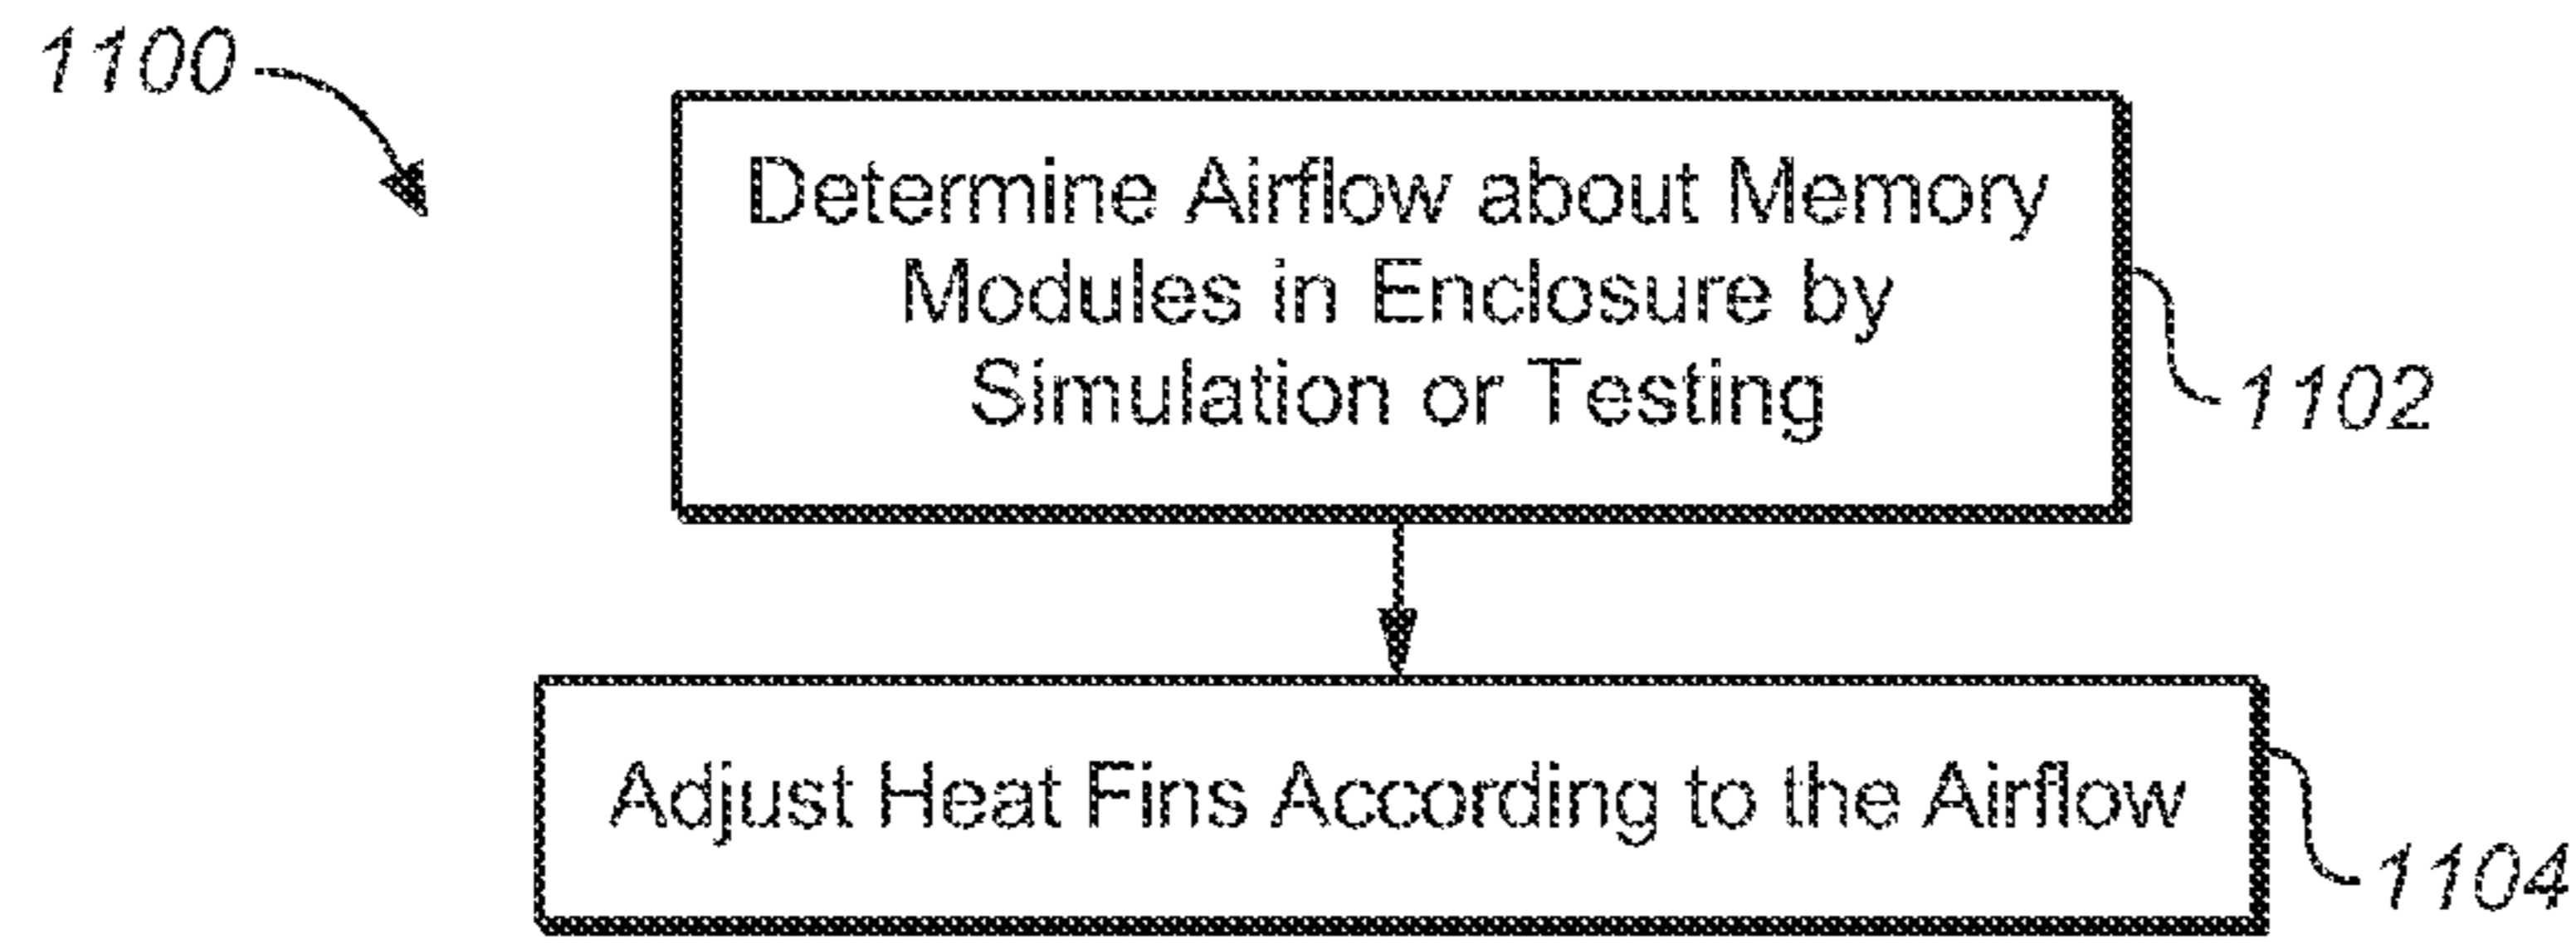 1100
Determine Airflow about Memory
Modules in Enclosure by
Simulation or Testing
1102
Adjust Heat Fins According to the Airflow
1104